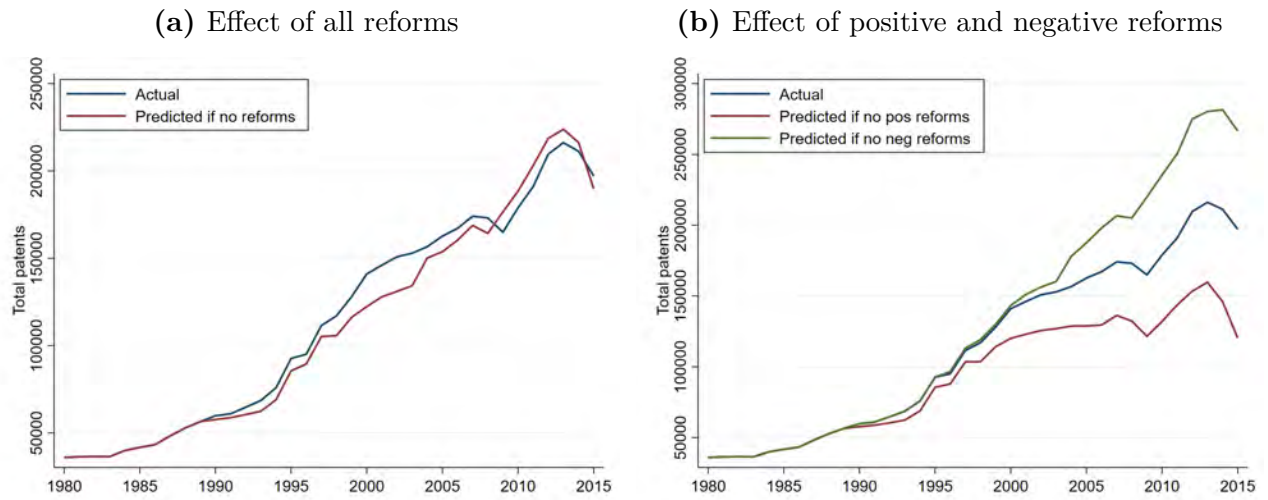 (a) Effect of all reforms
Actual
Predicted if no reforms
Total patents
250000
200000
150000
100000
50000
1980 1985 1990 1995 2000 2005 2010 2015
(b) Effect of positive and negative reforms
Actual
Predicted if no pos reforms
Predicted if no neg reforms
Total patents
300000
250000
200000
150000
100000
50000
1980 1985 1990 1995 2000 2005 2010 2015